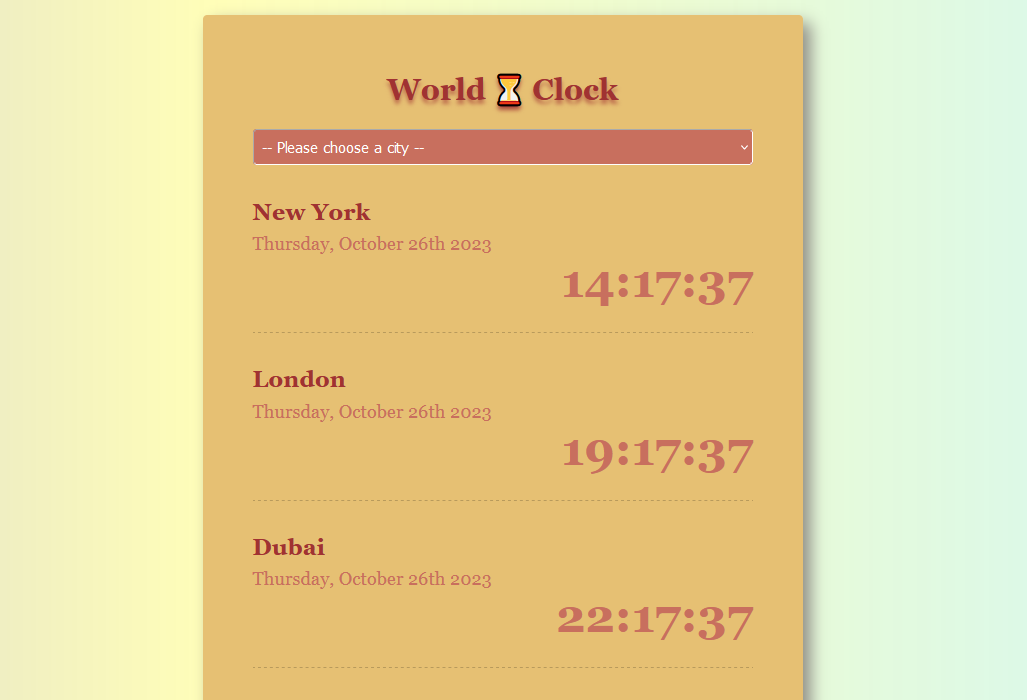 World ⌛ Clock
-- Please choose a city --
New York
Thursday, October 26th 2023
14:17:37
London
Thursday, October 26th 2023
19:17:37
Dubai
Thursday, October 26th 2023
22:17:37